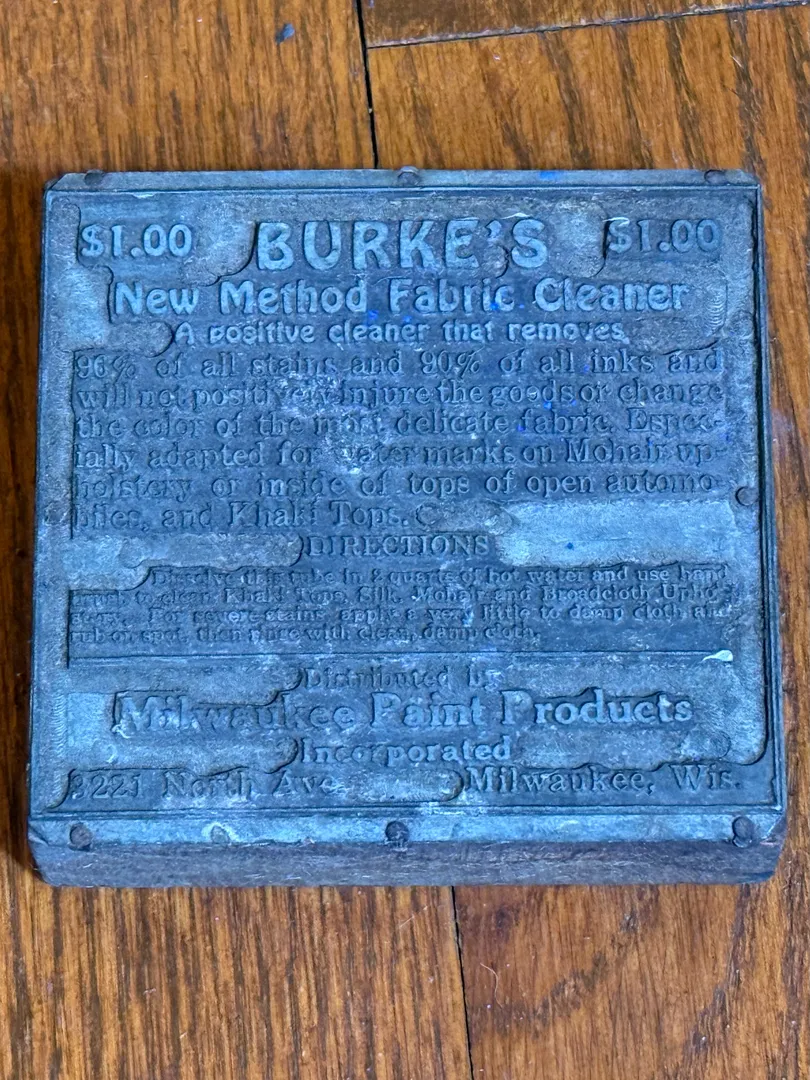 $1.00 BURKE'S $1.00
New Method Fabric Cleaner
A positive cleaner that removes
96% of all stains and 90% of all inks and
will not positively injure the goods or change
the color of the most delicate fabric. Espec-
ially adapted for water marks on Mohair up-
holstery or inside of tops of open automo-
biles, and Khaki Tops.
DIRECTIONS
Dissolve this tube in 2 quarts of hot water and use hand
brush to clean Khaki Tops, Silk, Mohair and Broadcloth Uphol-
stery. For severe stains, apply a very little to damp cloth and
rub on spot, then rinse with clean, damp cloth.
Distributed by
Milwaukee Paint Products
Incorporated
3221 North Ave. Milwaukee, Wis.